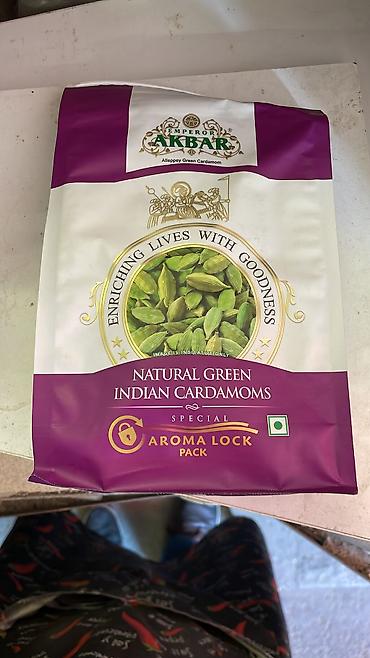 EMPEROR
AKBAR
Alleppey Green Cardamom
ENRICHING LIVES WITH GOODNESS
NATURAL GREEN
INDIAN CARDAMOMS
SPECIAL
AROMA LOCK
PACK